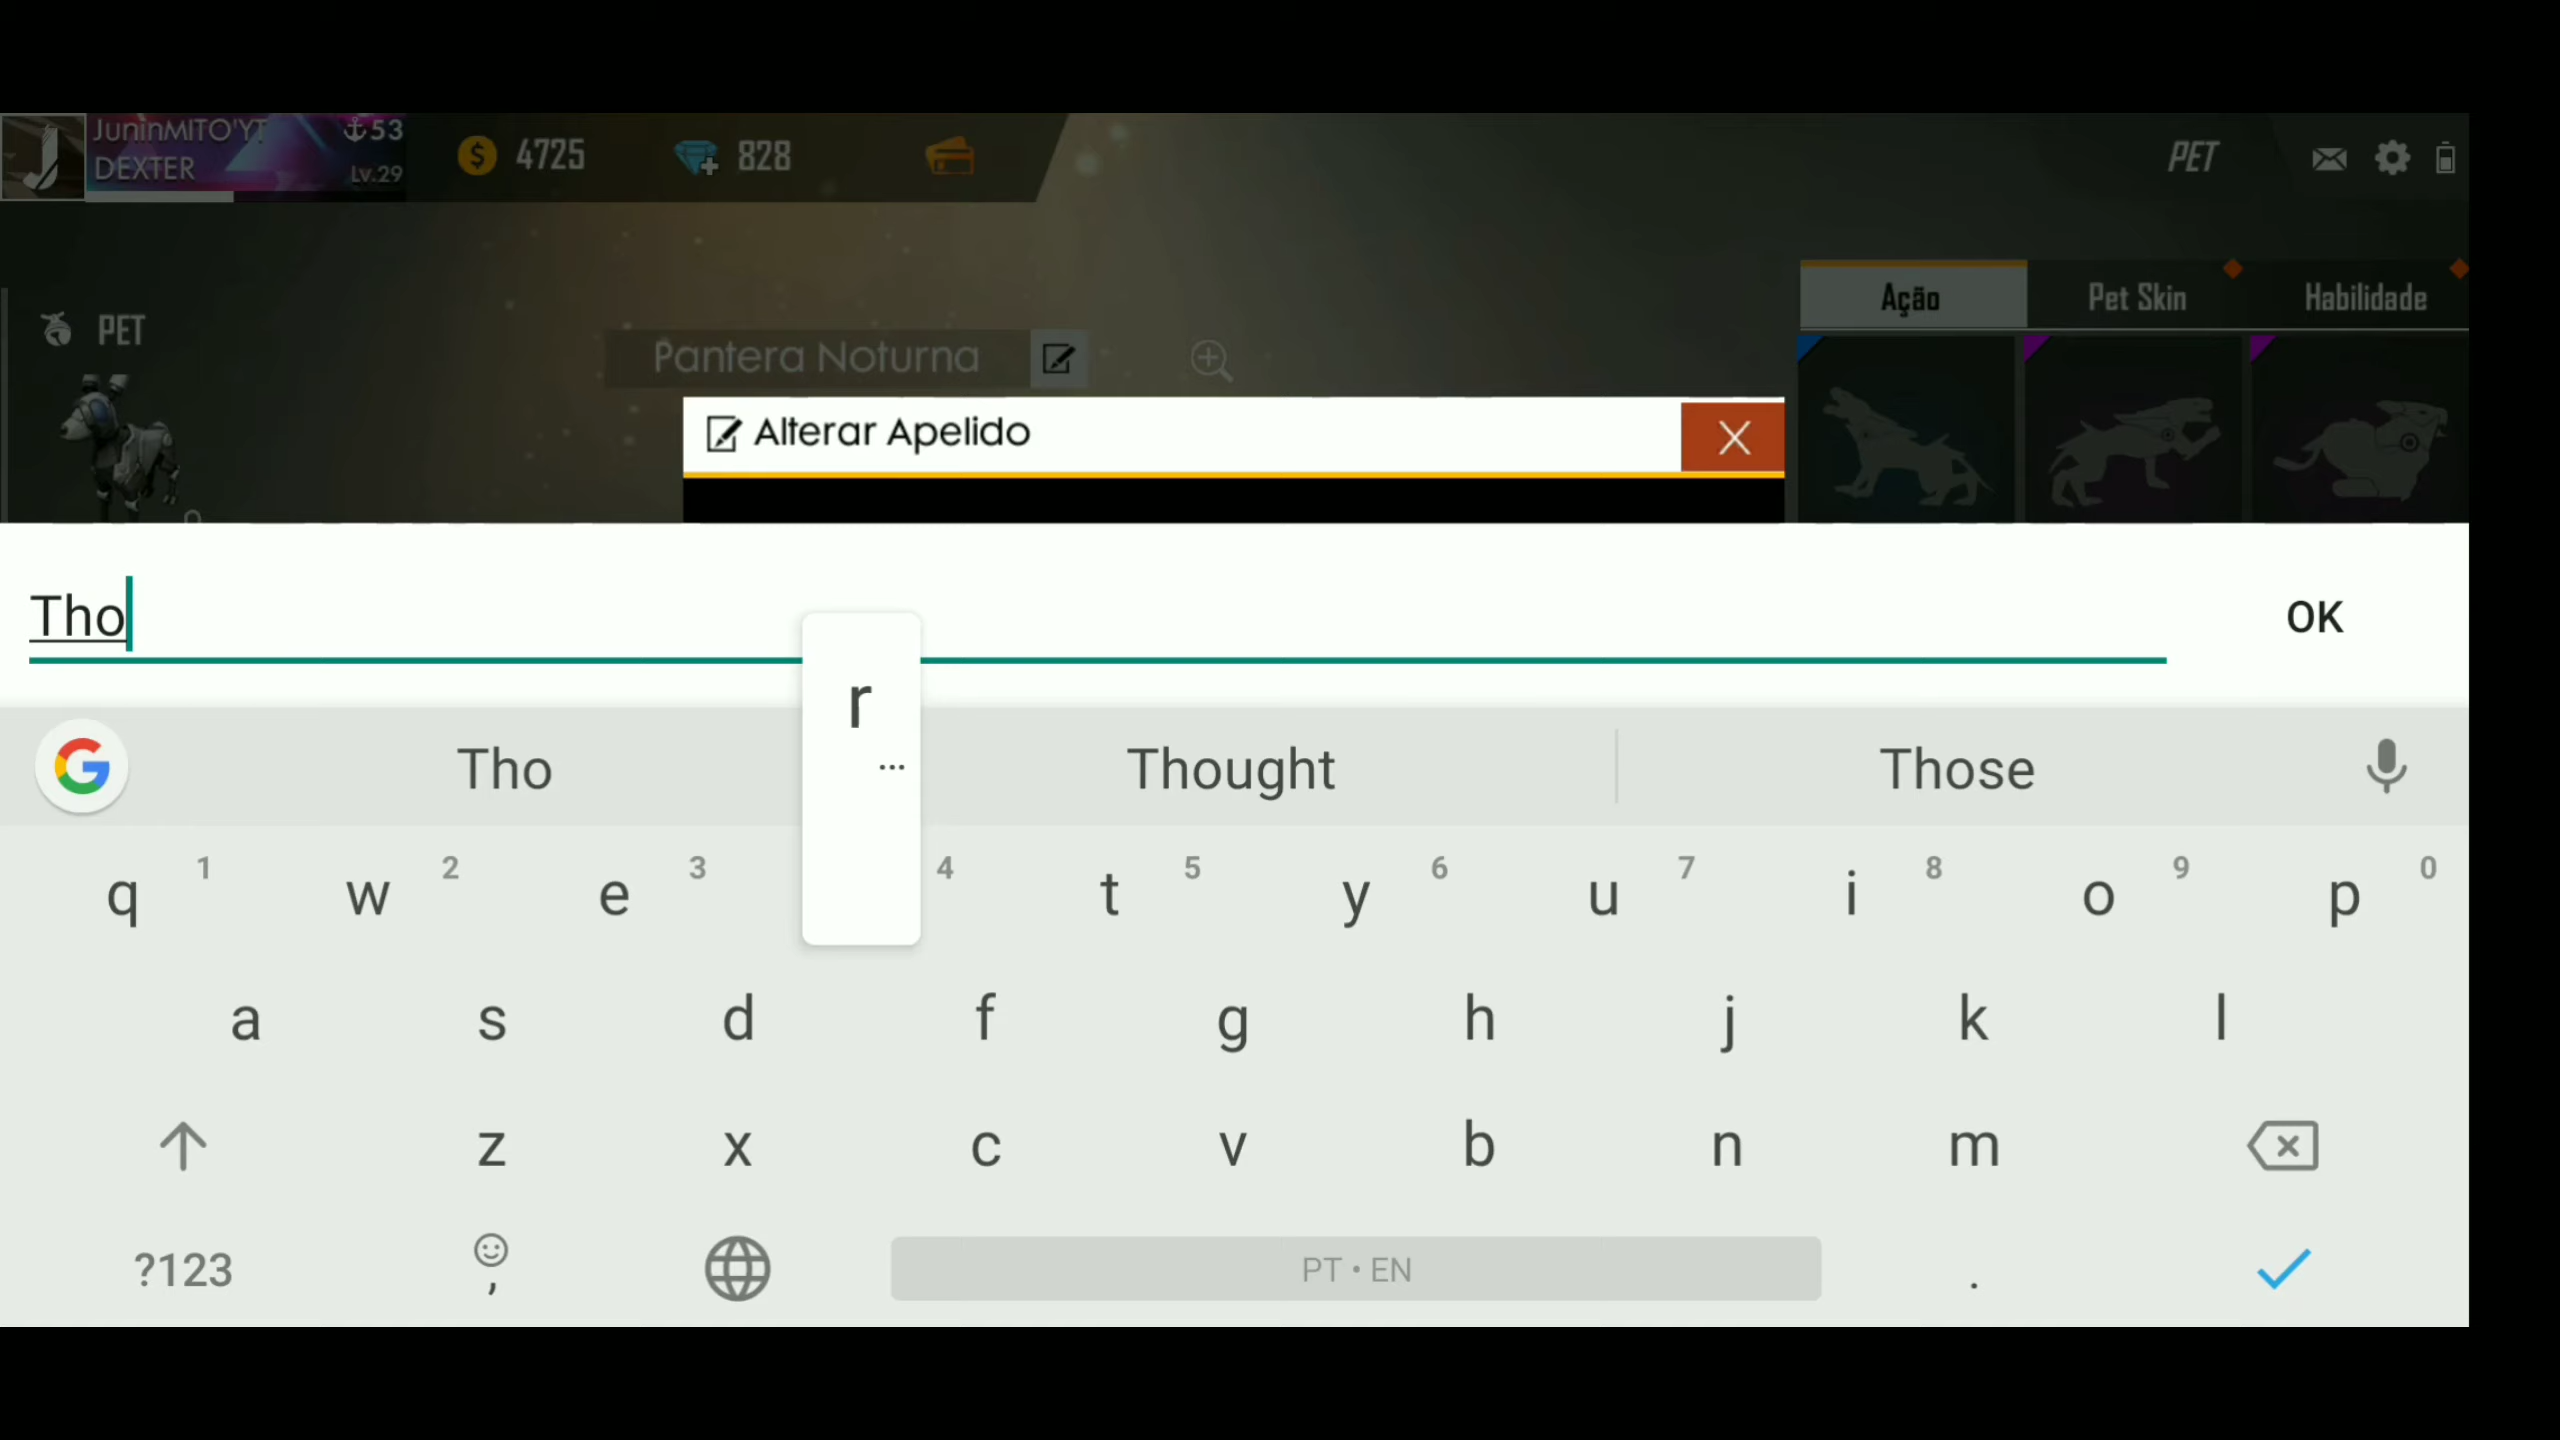 JuninMITO'YT 53
DEXTER Lv.29
4725
828
PET
Ação
Pet Skin
Habilidade
PET
Pantera Noturna
Alterar Apelido
X
Tho
OK
r
...
Tho
Thought
Those
q 1 w 2 e 3 4 t 5 y 6 u 7 i 8 o 9 p 0
a s d f g h j k l
z x c v b n m
?123 , PT • EN .